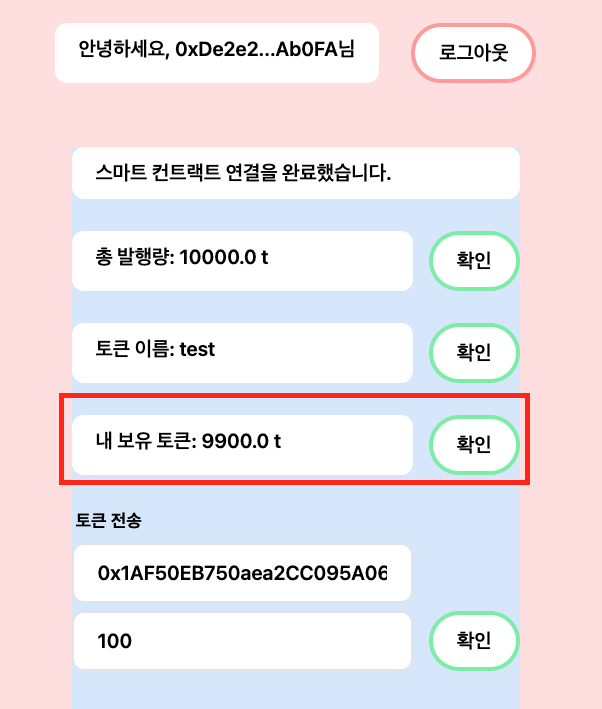 안녕하세요, 0xDe2e2...Ab0FA님
로그아웃
스마트 컨트랙트 연결을 완료했습니다.
총 발행량: 10000.0 t
확인
토큰 이름: test
확인
내 보유 토큰: 9900.0 t
확인
토큰 전송
0x1AF50EB750aea2CC095A06
100
확인